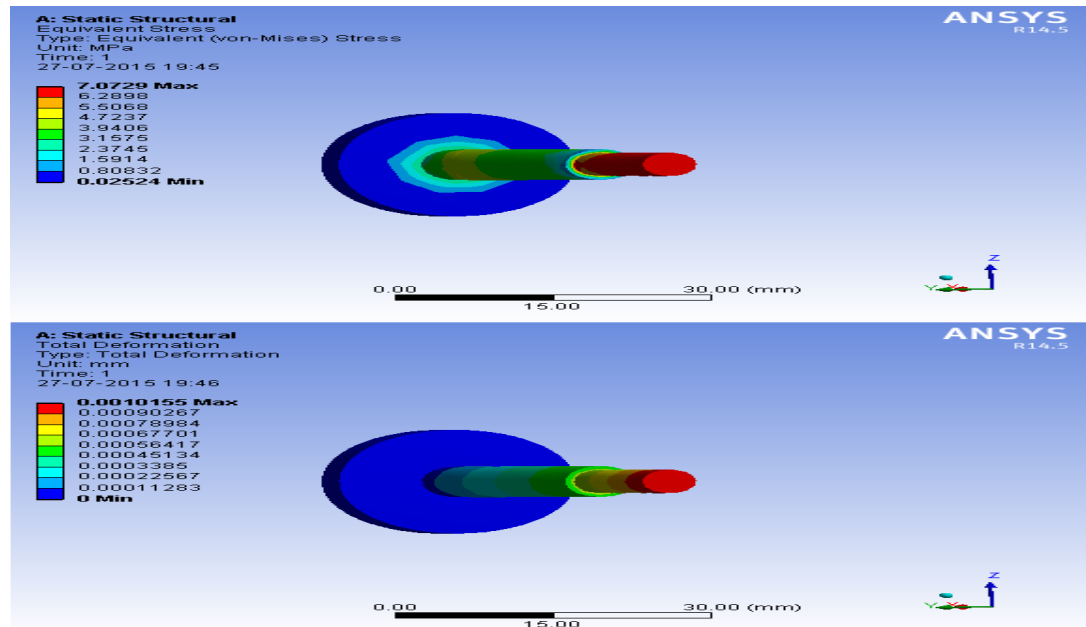 A: Static Structural
Equivalent Stress
Type: Equivalent (von-Mises) Stress
Unit: MPa
Time: 1
27-07-2015 19:45
ANSYS
R14.5
7.0729 Max
6.2898
5.5068
4.7237
3.9406
3.1575
2.3745
1.5914
0.80832
0.02524 Min
0.00 30.00 (mm)
15.00
Z
Y X
A: Static Structural
Total Deformation
Type: Total Deformation
Unit: mm
Time: 1
27-07-2015 19:46
ANSYS
R14.5
0.0010155 Max
0.00090267
0.00078984
0.00067701
0.00056417
0.00045134
0.0003385
0.00022567
0.00011283
0 Min
0.00 30.00 (mm)
15.00
Z
Y X